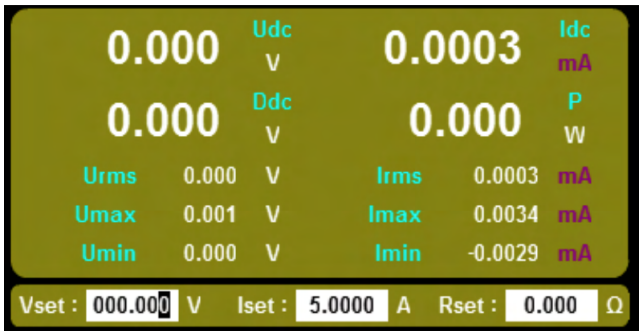 0.000 Udc V 0.0003 Idc mA
0.000 Ddc V 0.000 P W
Urms 0.000 V Irms 0.0003 mA
Umax 0.001 V Imax 0.0034 mA
Umin 0.000 V Imin -0.0029 mA
Vset : 000.000 V Iset : 5.0000 A Rset : 0.000 Ω